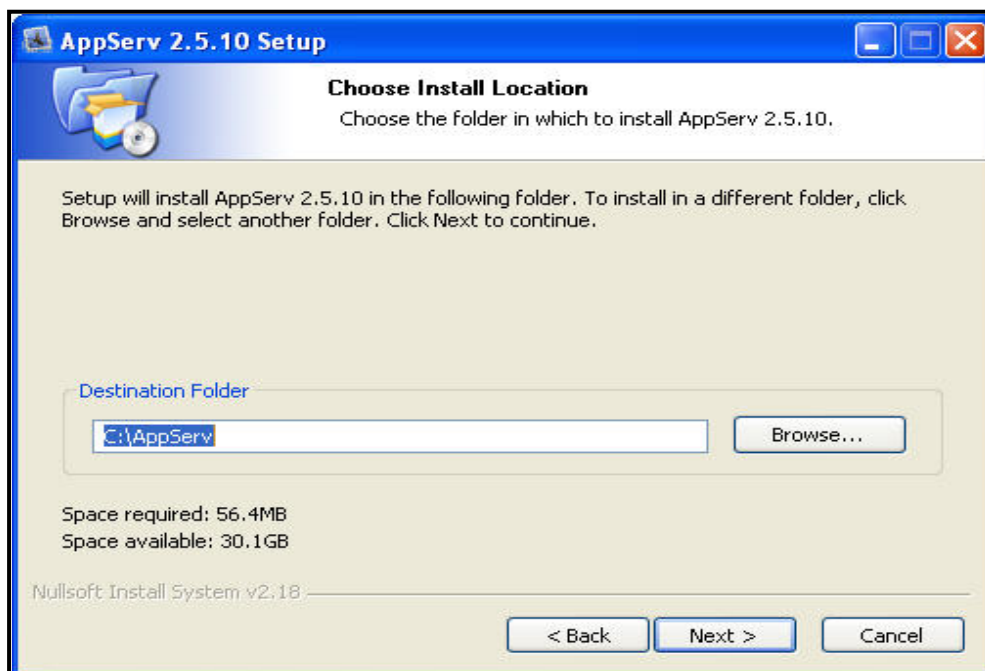 AppServ 2.5.10 Setup
Choose Install Location
Choose the folder in which to install AppServ 2.5.10.
Setup will install AppServ 2.5.10 in the following folder. To install in a different folder, click
Browse and select another folder. Click Next to continue.
Destination Folder
C:\AppServ
Browse...
Space required: 56.4MB
Space available: 30.1GB
Nullsoft Install System v2.18
< Back
Next >
Cancel